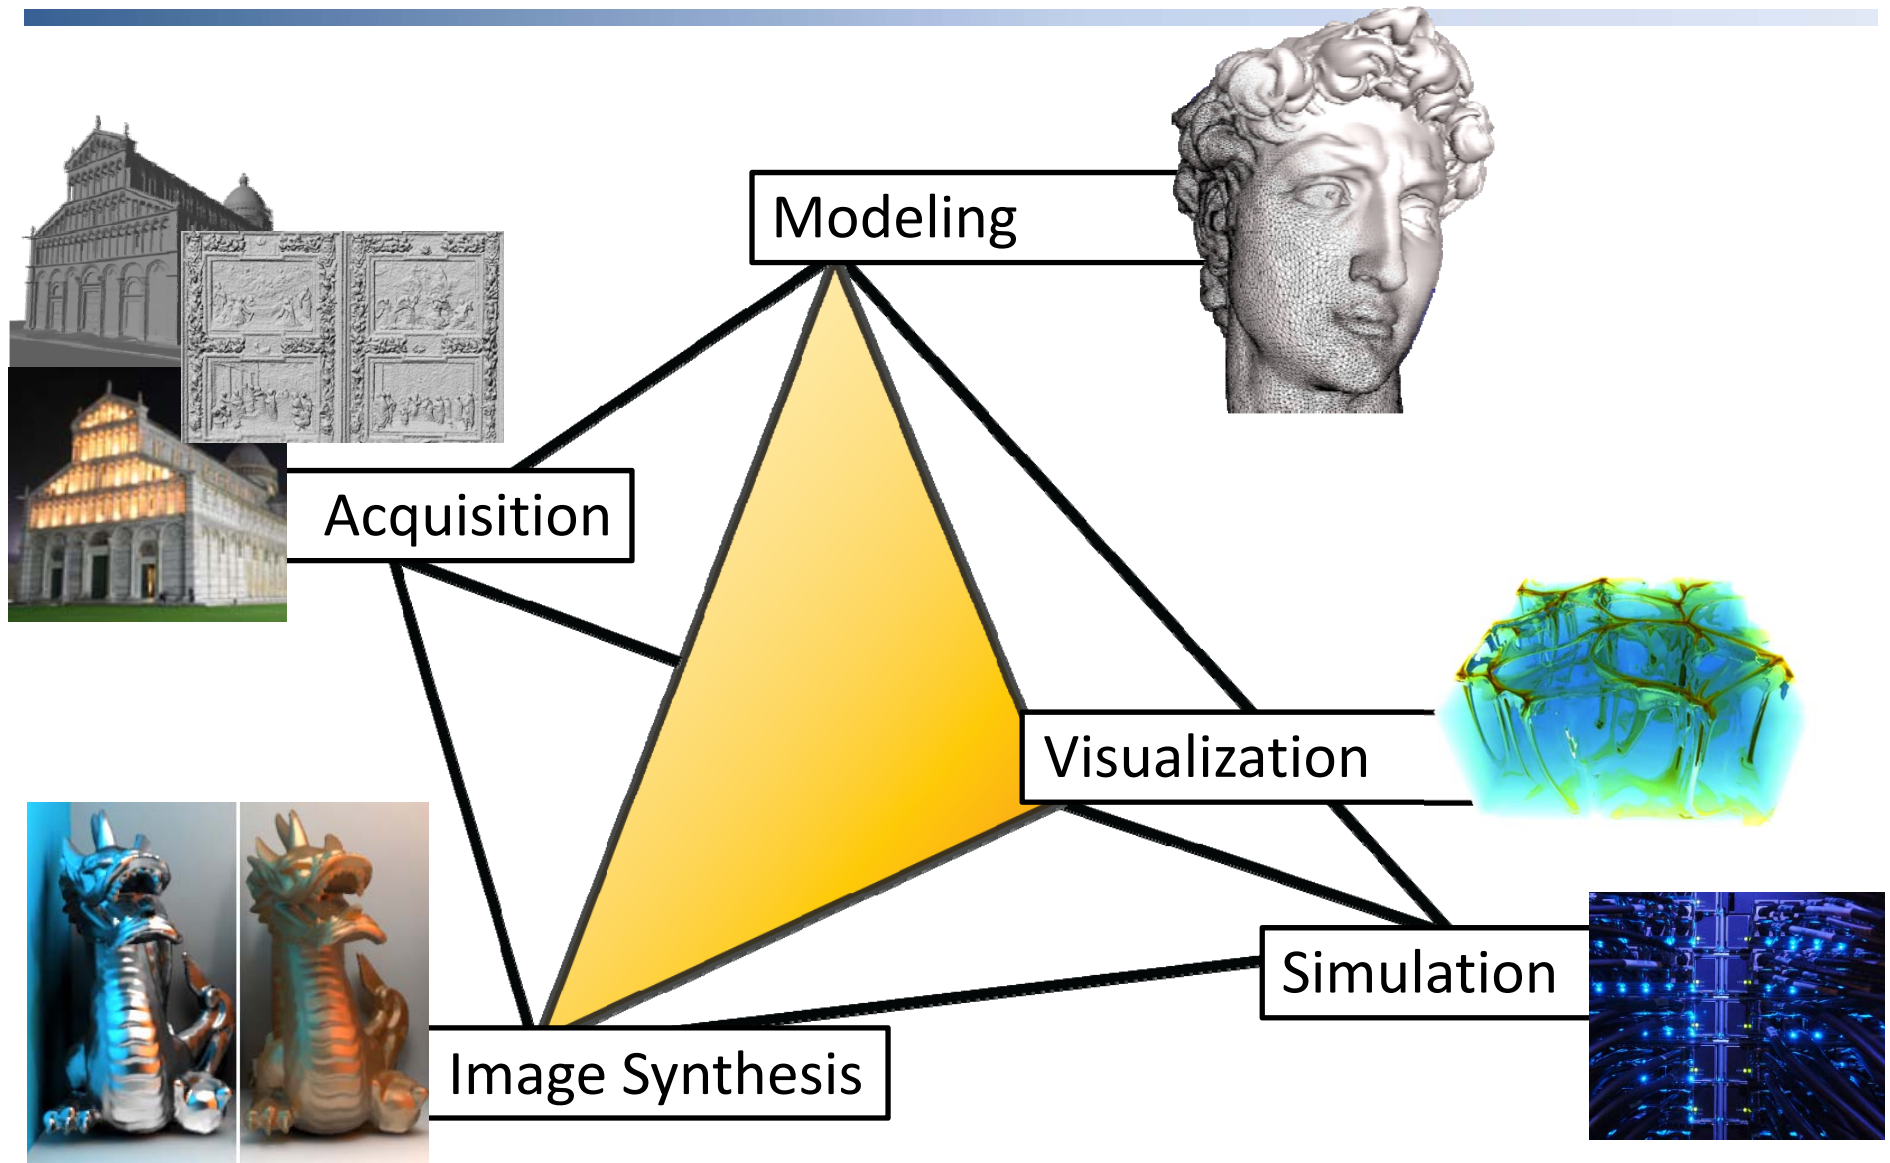 Modeling
Acquisition
Visualization
Simulation
Image Synthesis